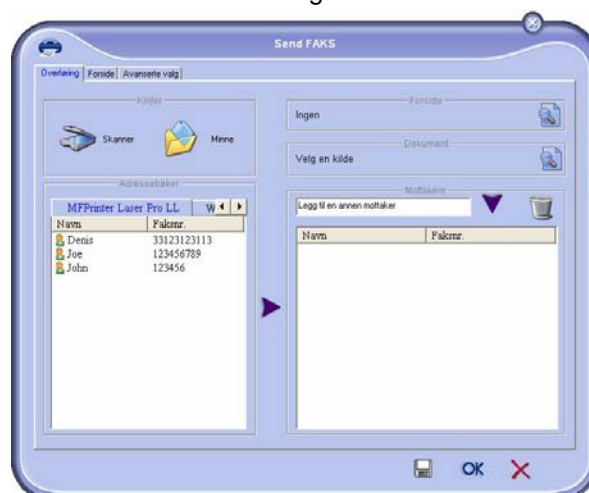 Send FAKS
Overføring Forside Avanserte valg
Kilder
Skanner Minne
Adressebøker
MFPrinter Laser Pro LL W
Navn Faksnr.
Denis 33123123113
Joe 123456789
John 123456
Forside
Ingen
Dokument
Velg en kilde
Mottakere
Legg til en annen mottaker
Navn Faksnr.
OK